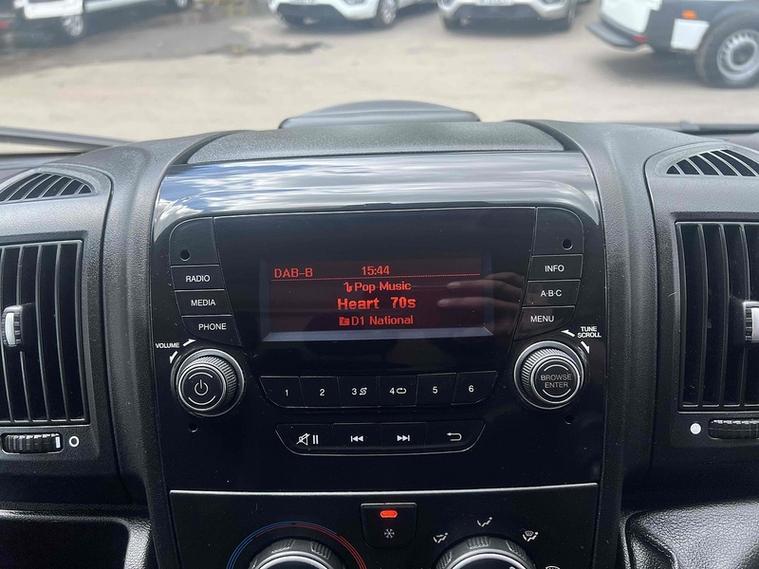 DAB-B 15:44
Pop Music
Heart 70s
D1 National
RADIO
MEDIA
PHONE
INFO
A·B·C
MENU
VOLUME
TUNE
SCROLL
BROWSE
ENTER
1 2 3 4 5 6